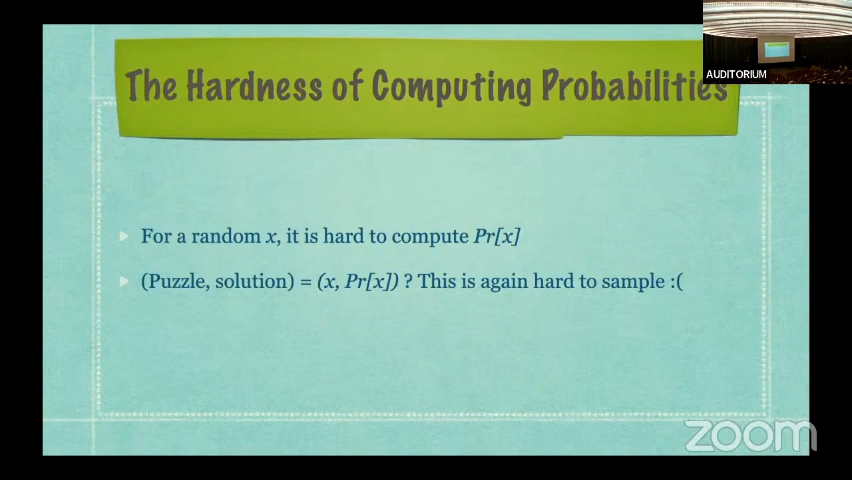 The Hardness of Computing Probabilities
AUDITORIUM
For a random x, it is hard to compute Pr[x]
(Puzzle, solution) = (x, Pr[x]) ? This is again hard to sample :(
zoom